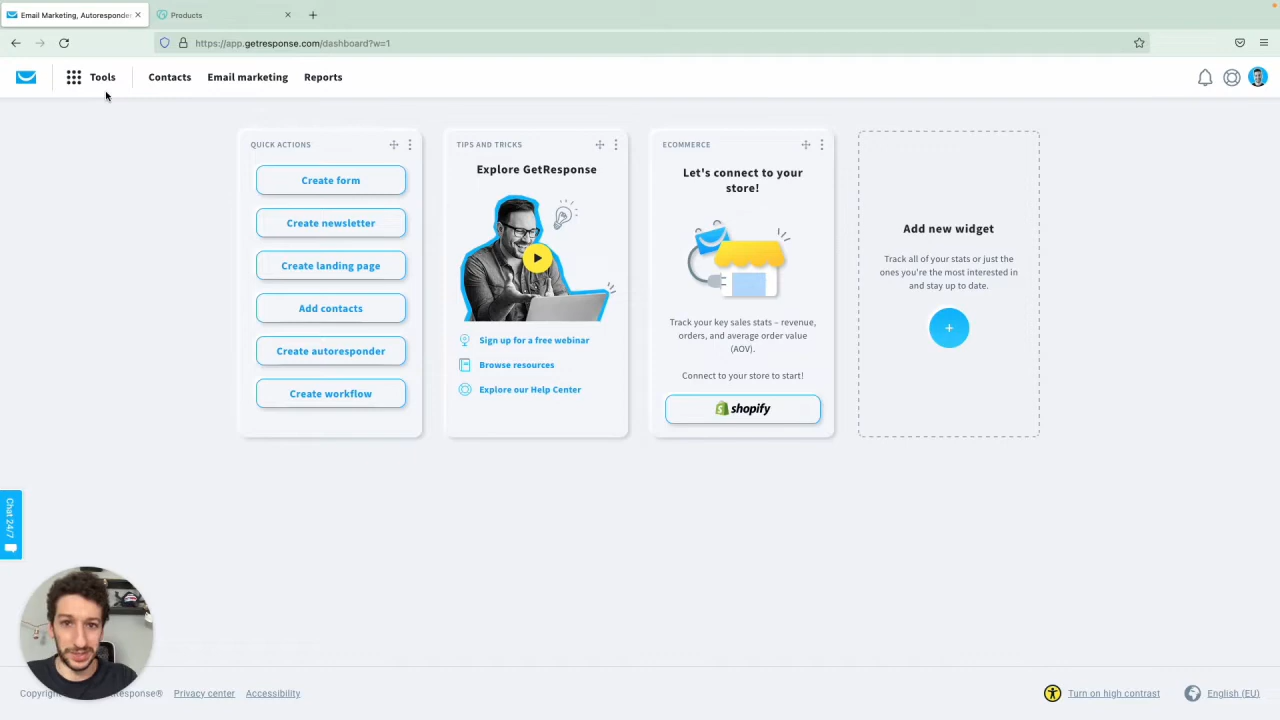 Email Marketing, Autoresponder
Products
https://app.getresponse.com/dashboard?w=1
Tools
Contacts
Email marketing
Reports
QUICK ACTIONS
Create form
Create newsletter
Create landing page
Add contacts
Create autoresponder
Create workflow
TIPS AND TRICKS
Explore GetResponse
Sign up for a free webinar
Browse resources
Explore our Help Center
ECOMMERCE
Let's connect to your
store!
Track your key sales stats – revenue,
orders, and average order value
(AOV).
Connect to your store to start!
shopify
Add new widget
Track all of your stats or just the
ones you're the most interested in
and stay up to date.
Chat 24/7
Copyright
Response®
Privacy center
Accessibility
Turn on high contrast
English (EU)